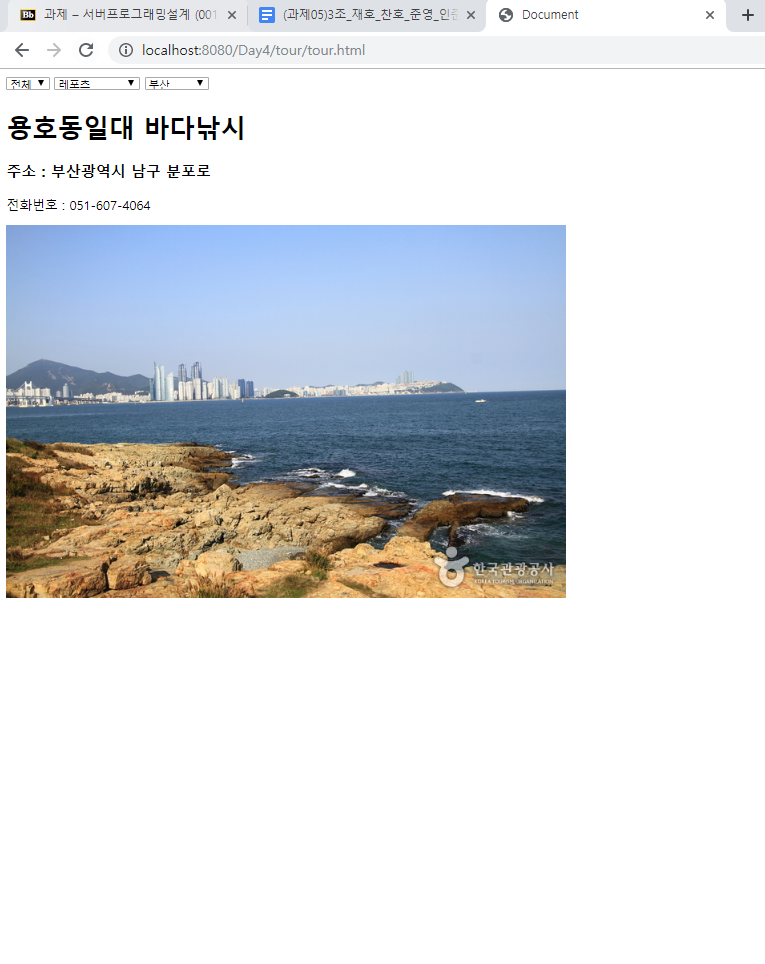 Bb 과제 – 서버프로그래밍설계 (001
(과제05)3조_재호_찬호_준영_인준
Document
localhost:8080/Day4/tour/tour.html
전체 레포츠 부산
용호동일대 바다낚시
주소 : 부산광역시 남구 분포로
전화번호 : 051-607-4064
한국관광공사
KOREA TOURISM ORGANIZATION